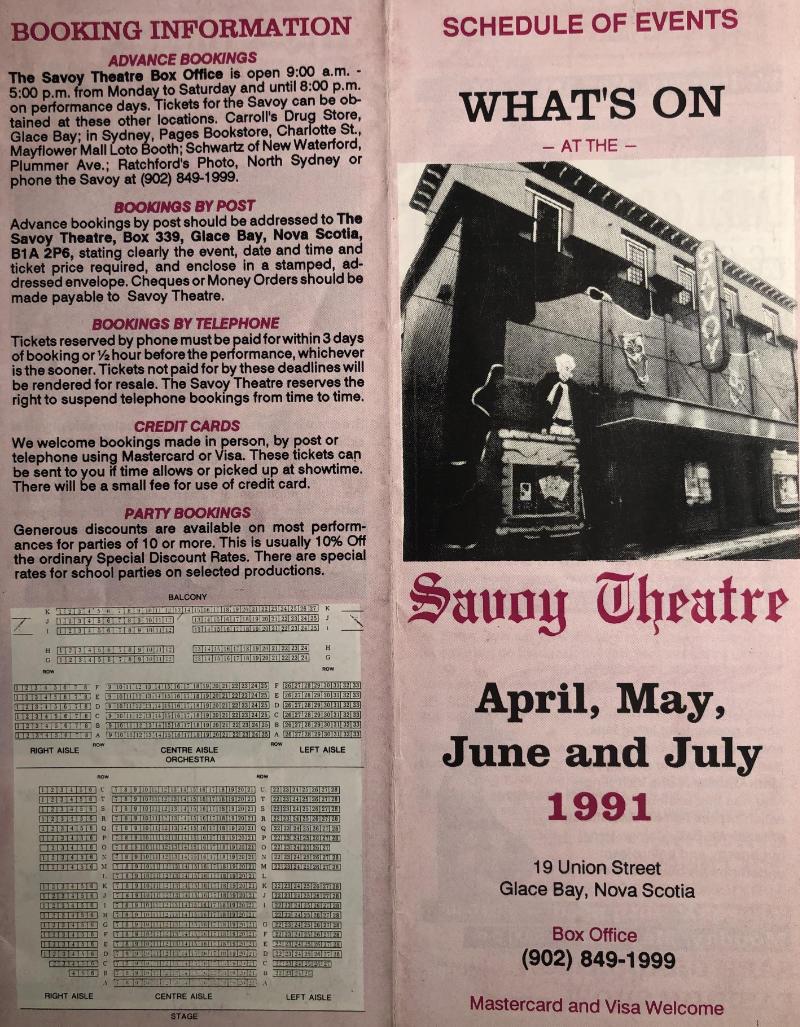 BOOKING INFORMATION
ADVANCE BOOKINGS
The Savoy Theatre Box Office is open 9:00 a.m. -
5:00 p.m. from Monday to Saturday and until 8:00 p.m.
on performance days. Tickets for the Savoy can be ob-
tained at these other locations. Carroll's Drug Store,
Glace Bay; in Sydney, Pages Bookstore, Charlotte St.,
Mayflower Mall Loto Booth; Schwartz of New Waterford,
Plummer Ave.; Ratchford's Photo, North Sydney or
phone the Savoy at (902) 849-1999.
BOOKINGS BY POST
Advance bookings by post should be addressed to The
Savoy Theatre, Box 339, Glace Bay, Nova Scotia,
B1A 2P6, stating clearly the event, date and time and
ticket price required, and enclose in a stamped, ad-
dressed envelope. Cheques or Money Orders should be
made payable to Savoy Theatre.
BOOKINGS BY TELEPHONE
Tickets reserved by phone must be paid for within 3 days
of booking or ½ hour before the performance, whichever
is the sooner. Tickets not paid for by these deadlines will
be rendered for resale. The Savoy Theatre reserves the
right to suspend telephone bookings from time to time.
CREDIT CARDS
We welcome bookings made in person, by post or
telephone using Mastercard or Visa. These tickets can
be sent to you if time allows or picked up at showtime.
There will be a small fee for use of credit card.
PARTY BOOKINGS
Generous discounts are available on most perform-
ances for parties of 10 or more. This is usually 10% Off
the ordinary Special Discount Rates. There are special
rates for school parties on selected productions.
BALCONY
K K
J J
I I
H H
G G
ROW ROW
F F
E E
D D
C C
B B
A A
ROW ROW
RIGHT AISLE CENTRE AISLE LEFT AISLE
ORCHESTRA
ROW ROW
U U
T T
S S
R R
Q Q
P P
O O
N N
M M
L L
K K
J J
I I
H H
G G
F F
E E
D D
C C
B B
A A
RIGHT AISLE CENTRE AISLE LEFT AISLE
STAGE
SCHEDULE OF EVENTS
WHAT'S ON
– AT THE –
SAVOY
Savoy Theatre
April, May,
June and July
1991
19 Union Street
Glace Bay, Nova Scotia
Box Office
(902) 849-1999
Mastercard and Visa Welcome